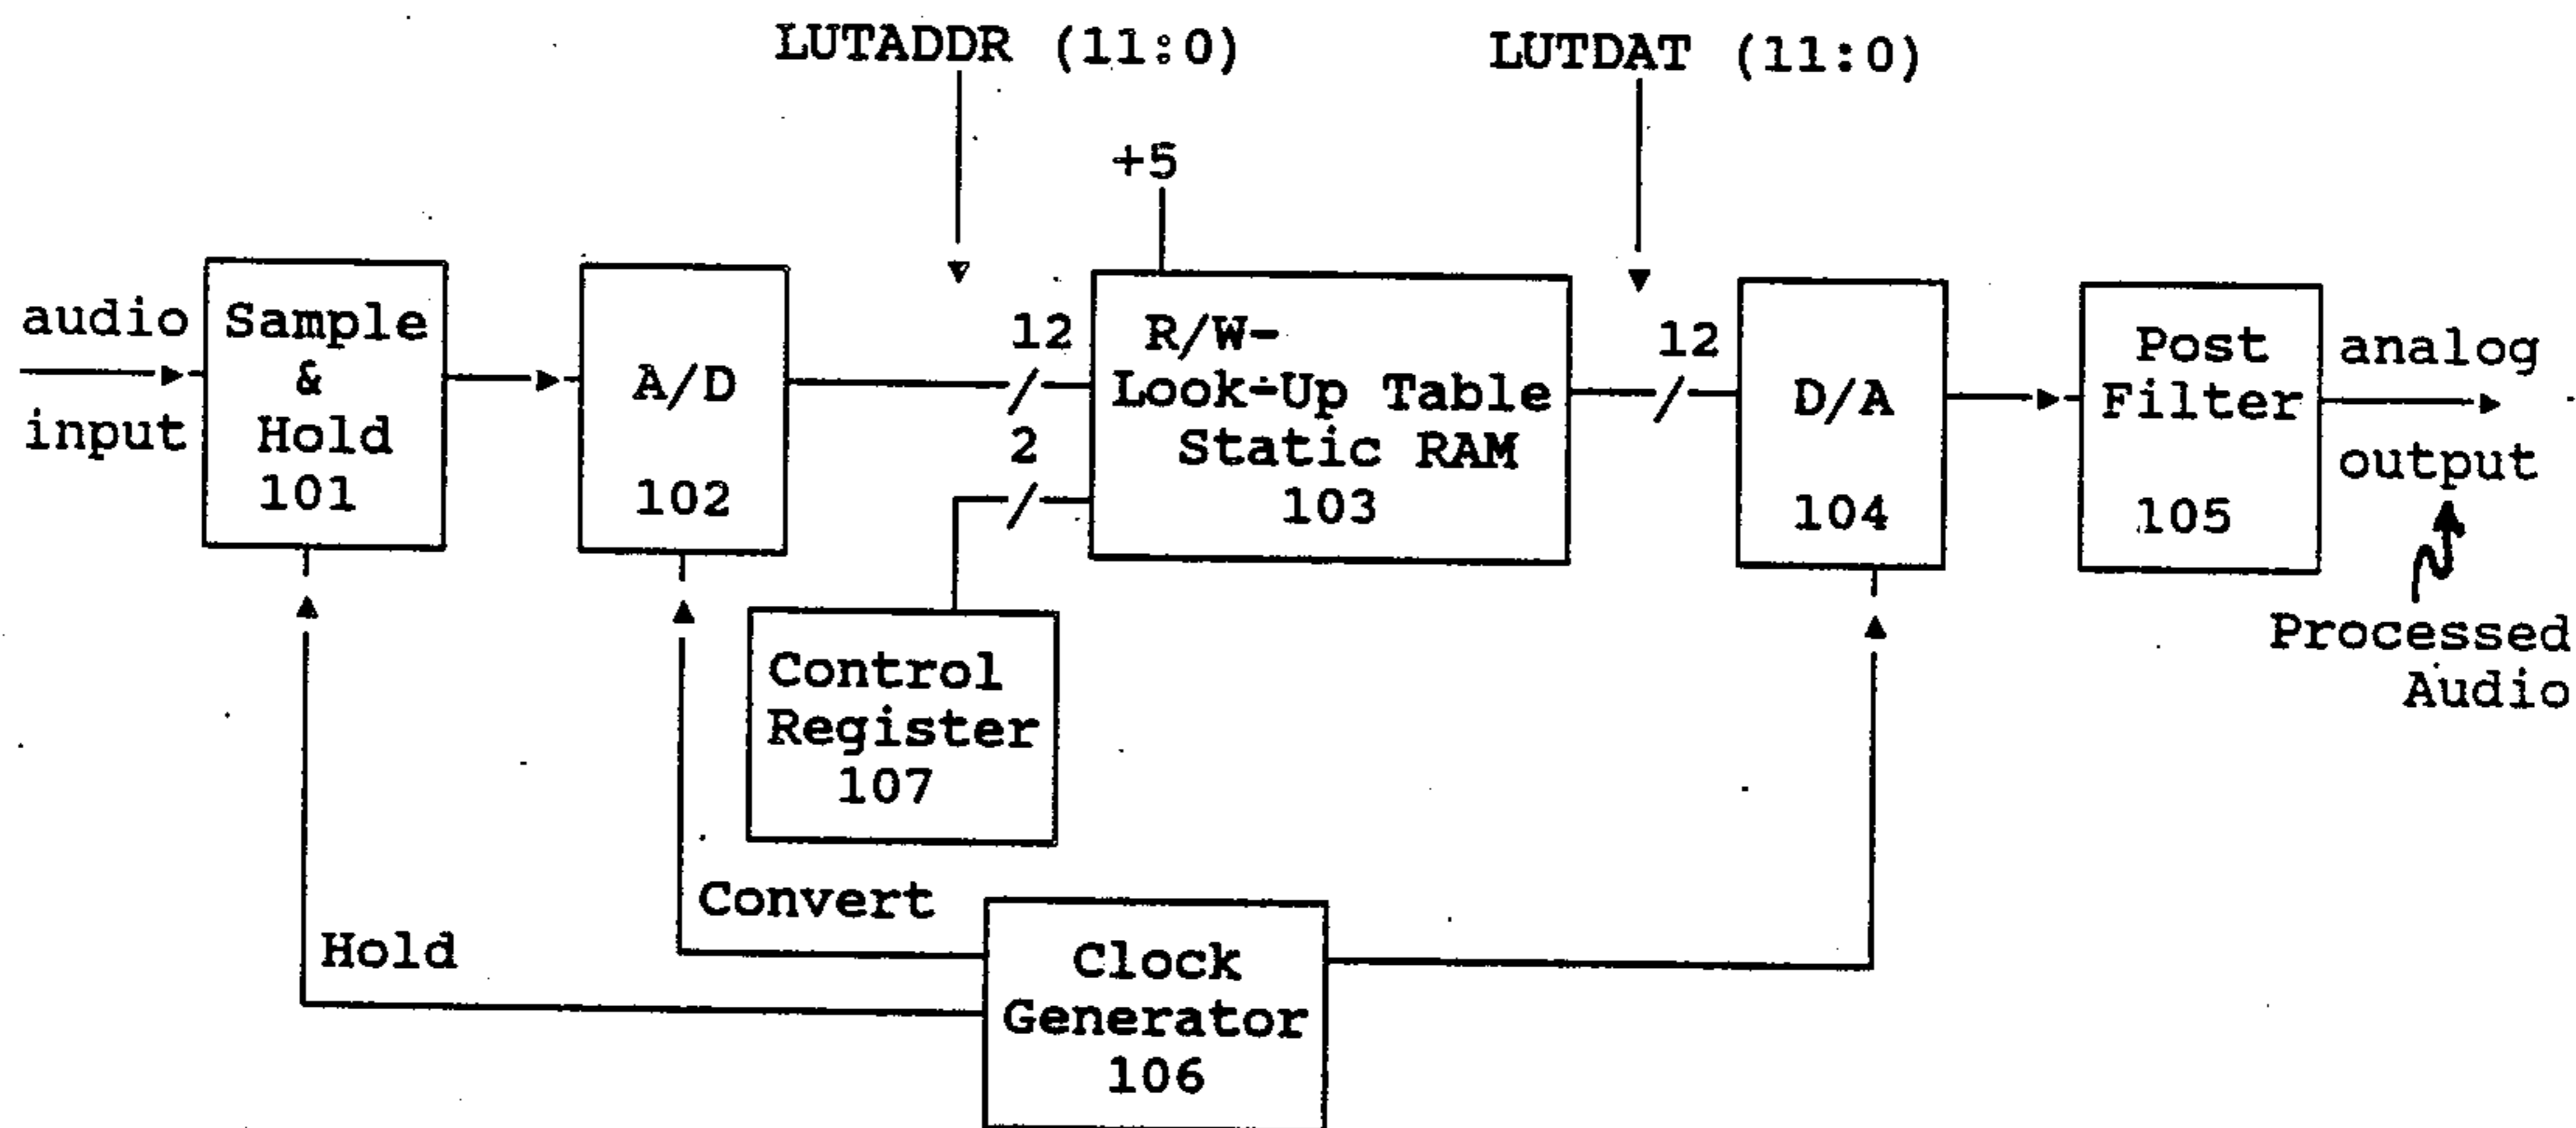 LUTADDR (11:0)
LUTDAT (11:0)
+5
audio
input
Sample
&
Hold
101
A/D
102
12
2
R/W-
Look-Up Table
Static RAM
103
12
D/A
104
Post
Filter
105
analog
output
Processed
Audio
Control
Register
107
Convert
Hold
Clock
Generator
106